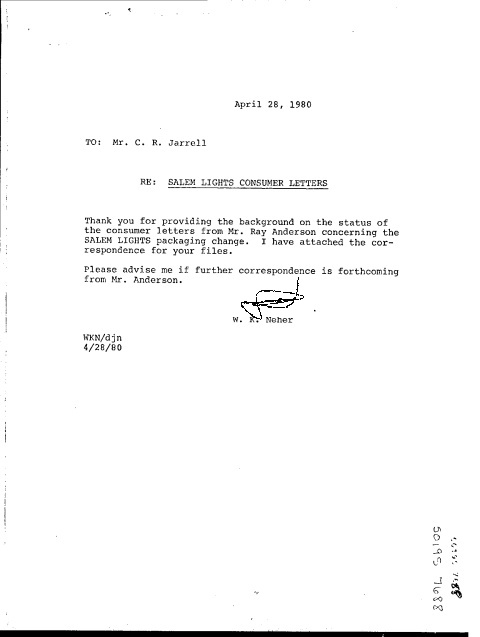 April 28, 1980
TO: Mr. C. R. Jarrell
RE: SALEM LIGHTS CONSUMER LETTERS
Thank you for providing the background on the status of
the consumer letters from Mr. Ray Anderson concerning the
SALEM LIGHTS packaging change. I have attached the cor-
respondence for your files.
Please advise me if further correspondence is forthcoming
from Mr. Anderson.
W. K. Neher
WKN/djn
4/28/80
50195 7688